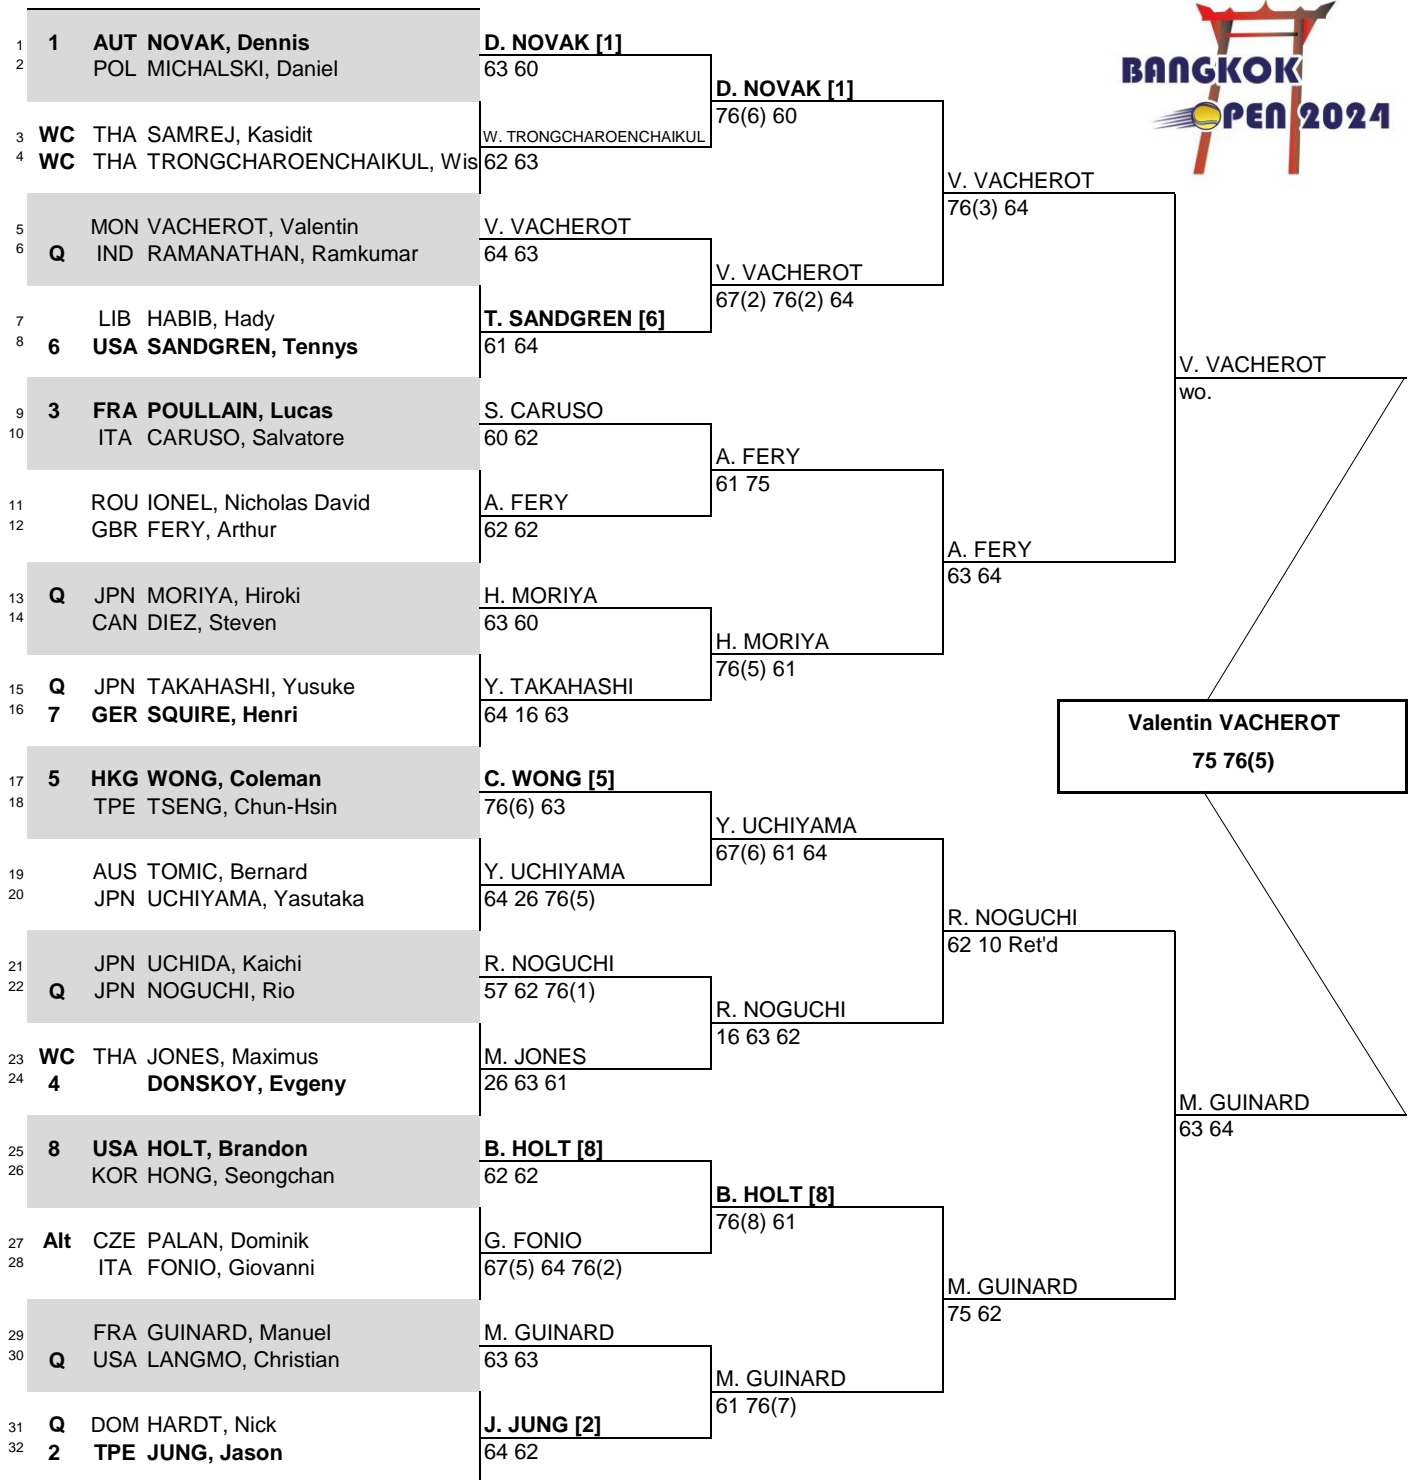 BANGKOK
OPEN 2024
1 1 AUT NOVAK, Dennis
2 POL MICHALSKI, Daniel
3 WC THA SAMREJ, Kasidit
4 WC THA TRONGCHAROENCHAIKUL, Wis
5 MON VACHEROT, Valentin
6 Q IND RAMANATHAN, Ramkumar
7 LIB HABIB, Hady
8 6 USA SANDGREN, Tennys
9 3 FRA POULLAIN, Lucas
10 ITA CARUSO, Salvatore
11 ROU IONEL, Nicholas David
12 GBR FERY, Arthur
13 Q JPN MORIYA, Hiroki
14 CAN DIEZ, Steven
15 Q JPN TAKAHASHI, Yusuke
16 7 GER SQUIRE, Henri
17 5 HKG WONG, Coleman
18 TPE TSENG, Chun-Hsin
19 AUS TOMIC, Bernard
20 JPN UCHIYAMA, Yasutaka
21 JPN UCHIDA, Kaichi
22 Q JPN NOGUCHI, Rio
23 WC THA JONES, Maximus
24 4 DONSKOY, Evgeny
25 8 USA HOLT, Brandon
26 KOR HONG, Seongchan
27 Alt CZE PALAN, Dominik
28 ITA FONIO, Giovanni
29 FRA GUINARD, Manuel
30 Q USA LANGMO, Christian
31 Q DOM HARDT, Nick
32 2 TPE JUNG, Jason
D. NOVAK [1]
63 60
W. TRONGCHAROENCHAIKUL
62 63
V. VACHEROT
64 63
T. SANDGREN [6]
61 64
S. CARUSO
60 62
A. FERY
62 62
H. MORIYA
63 60
Y. TAKAHASHI
64 16 63
C. WONG [5]
76(6) 63
Y. UCHIYAMA
64 26 76(5)
R. NOGUCHI
57 62 76(1)
M. JONES
26 63 61
B. HOLT [8]
62 62
G. FONIO
67(5) 64 76(2)
M. GUINARD
63 63
J. JUNG [2]
64 62
D. NOVAK [1]
76(6) 60
V. VACHEROT
67(2) 76(2) 64
A. FERY
61 75
H. MORIYA
76(5) 61
Y. UCHIYAMA
67(6) 61 64
R. NOGUCHI
16 63 62
B. HOLT [8]
76(8) 61
M. GUINARD
61 76(7)
V. VACHEROT
76(3) 64
A. FERY
63 64
R. NOGUCHI
62 10 Ret'd
M. GUINARD
75 62
V. VACHEROT
wo.
M. GUINARD
63 64
Valentin VACHEROT
75 76(5)